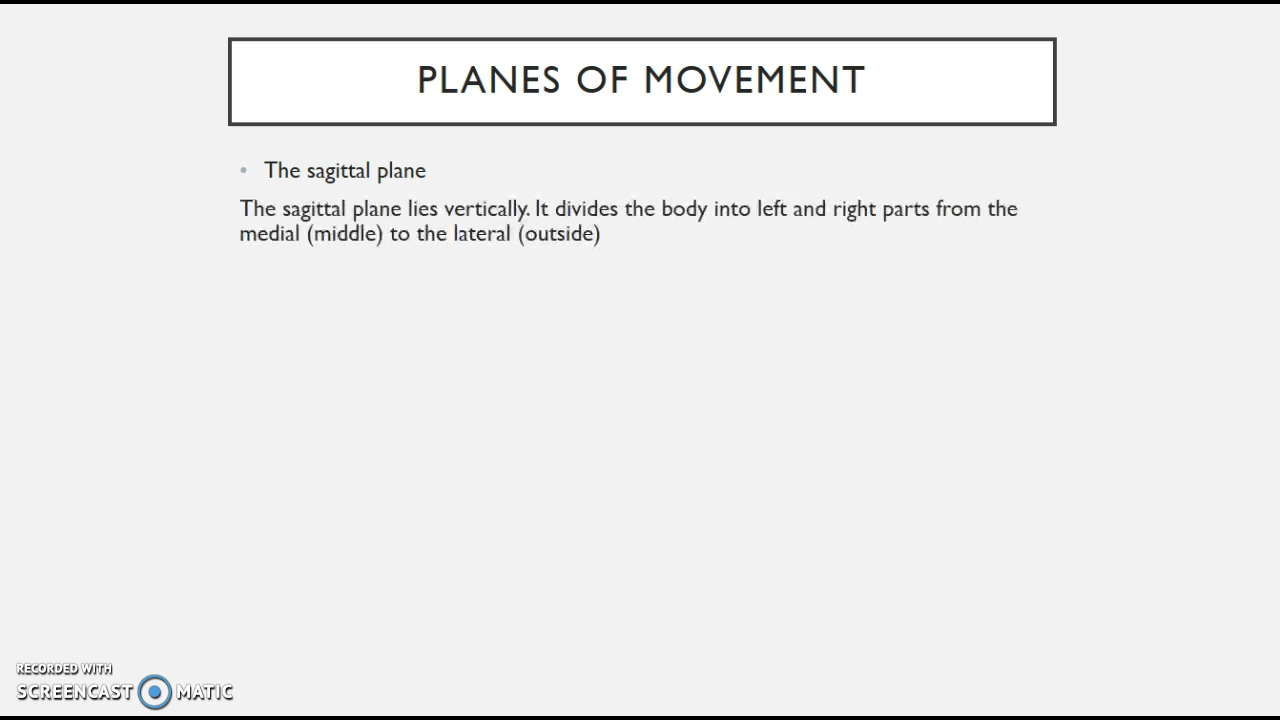 PLANES OF MOVEMENT
• The sagittal plane
The sagittal plane lies vertically. It divides the body into left and right parts from the
medial (middle) to the lateral (outside)
RECORDED WITH
SCREENCAST MATIC